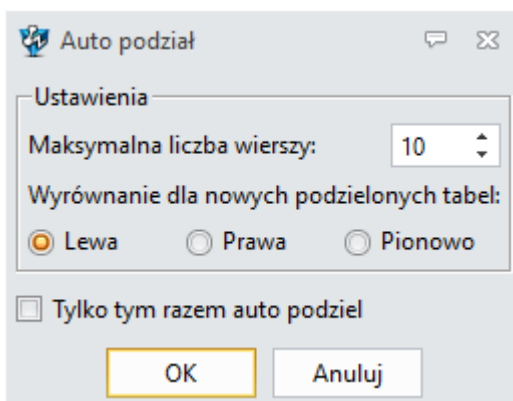 Auto podział
Ustawienia
Maksymalna liczba wierszy: 10
Wyrównanie dla nowych podzielonych tabel:
Lewa Prawa Pionowo
Tylko tym razem auto podziel
OK Anuluj